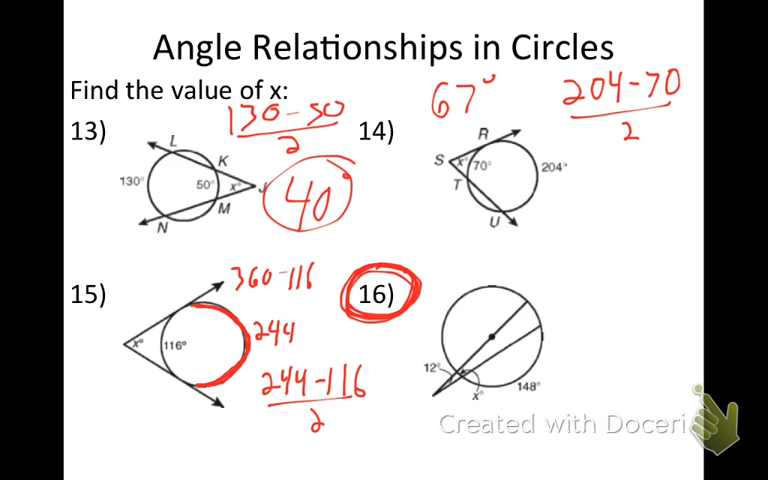 Angle Relationships in Circles
Find the value of x:
13)
130 - 50
2
40°
L
K
130°
50°
x°
J
M
N
14)
67°
204 - 70
2
R
S
x°
70°
204°
T
U
15)
360 - 116
x°
116°
244
244 - 116
2
16)
12°
x°
148°
Created with Doceri